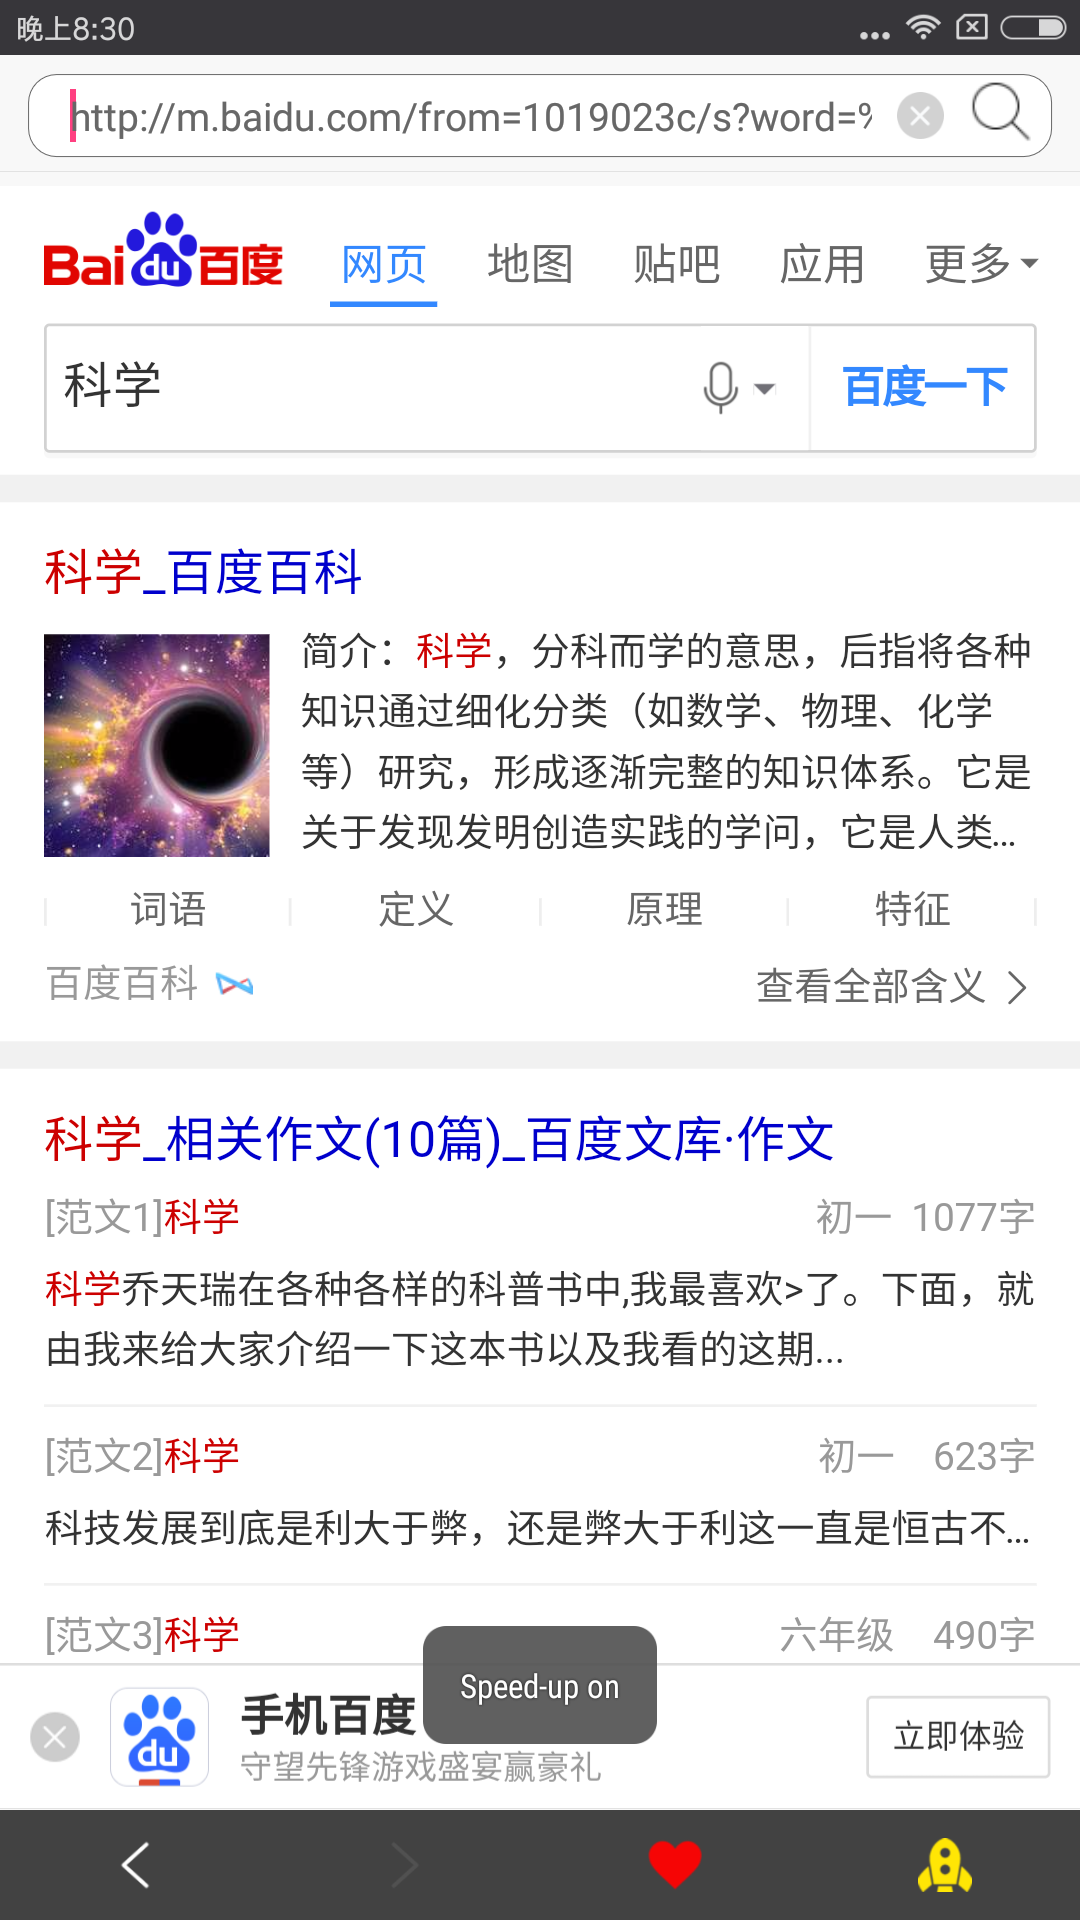 晚上8:30
http://m.baidu.com/from=1019023c/s?word=%
Bai du 百度 网页 地图 贴吧 应用 更多
科学 百度一下
科学_百度百科
简介：科学，分科而学的意思，后指将各种
知识通过细化分类（如数学、物理、化学
等）研究，形成逐渐完整的知识体系。它是
关于发现发明创造实践的学问，它是人类...
词语 定义 原理 特征
百度百科 查看全部含义
科学_相关作文(10篇)_百度文库·作文
[范文1]科学 初一 1077字
科学乔天瑞在各种各样的科普书中,我最喜欢>了。下面，就
由我来给大家介绍一下这本书以及我看的这期...
[范文2]科学 初一 623字
科技发展到底是利大于弊，还是弊大于利这一直是恒古不...
[范文3]科学 六年级 490字
Speed-up on
du 手机百度 立即体验
守望先锋游戏盛宴赢豪礼